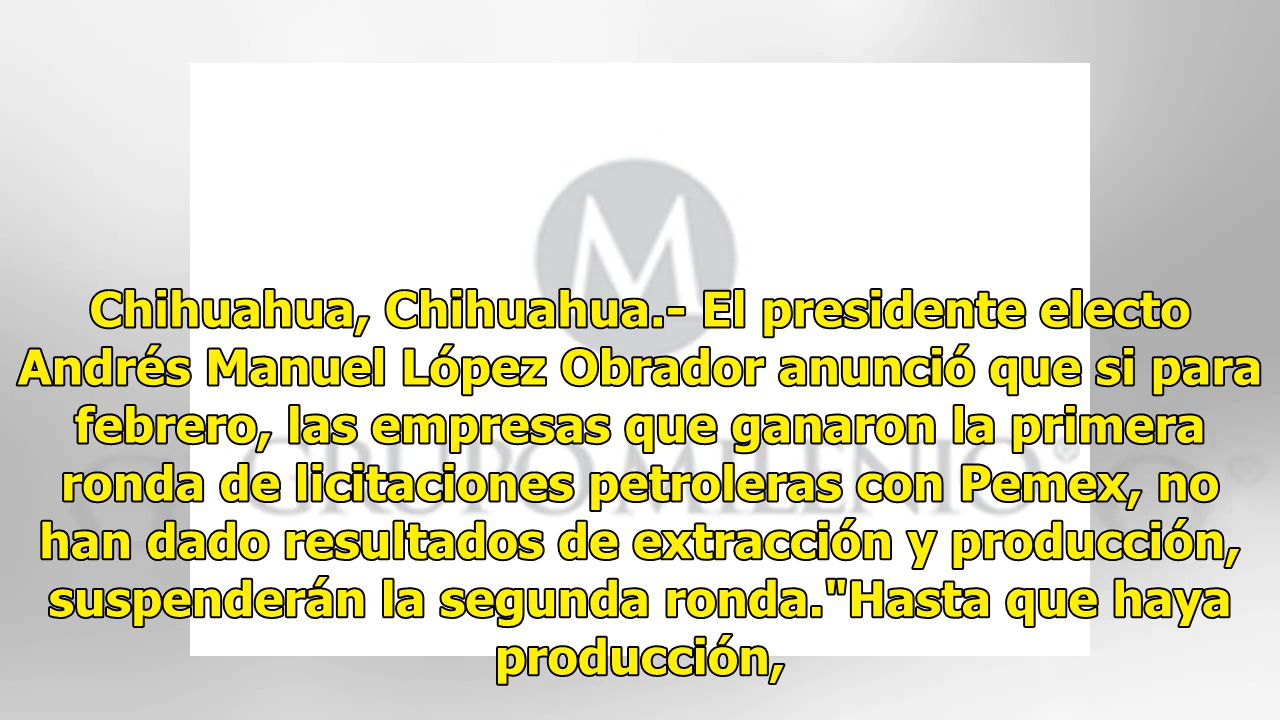 M
Chihuahua, Chihuahua.- El presidente electo
Andrés Manuel López Obrador anunció que si para
febrero, las empresas que ganaron la primera
GRUPO MILENIO®
ronda de licitaciones petroleras con Pemex, no
han dado resultados de extracción y producción,
suspenderán la segunda ronda."Hasta que haya
producción,